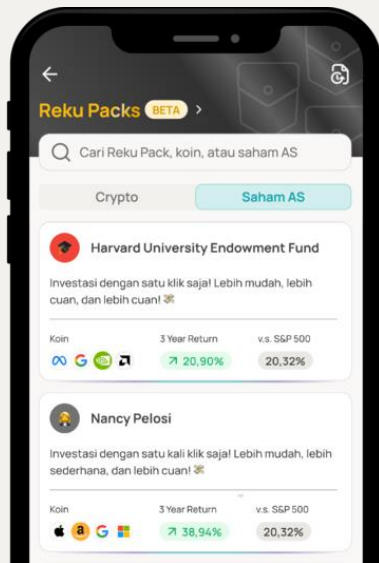 Reku Packs BETA >
Cari Reku Pack, koin, atau saham AS
Crypto Saham AS
Harvard University Endowment Fund
Investasi dengan satu klik saja! Lebih mudah, lebih
cuan, dan lebih cuan! 💸
Koin 3 Year Return v.s. S&P 500
20,90% 20,32%
Nancy Pelosi
Investasi dengan satu kali klik saja! Lebih mudah, lebih
sederhana, dan lebih cuan! 💸
Koin 3 Year Return v.s. S&P 500
38,94% 20,32%